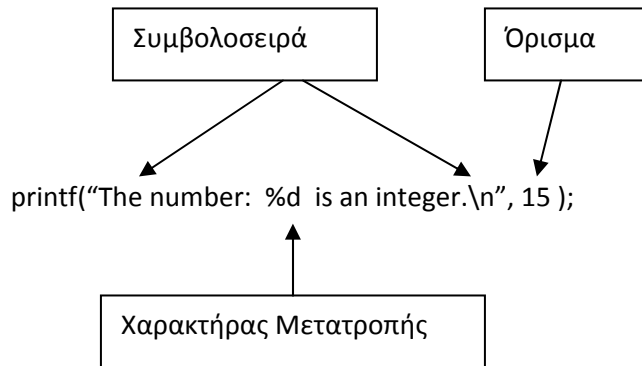 Συμβολοσειρά
Όρισμα
printf(“The number:  %d  is an integer.\n”, 15 );
Χαρακτήρας Μετατροπής